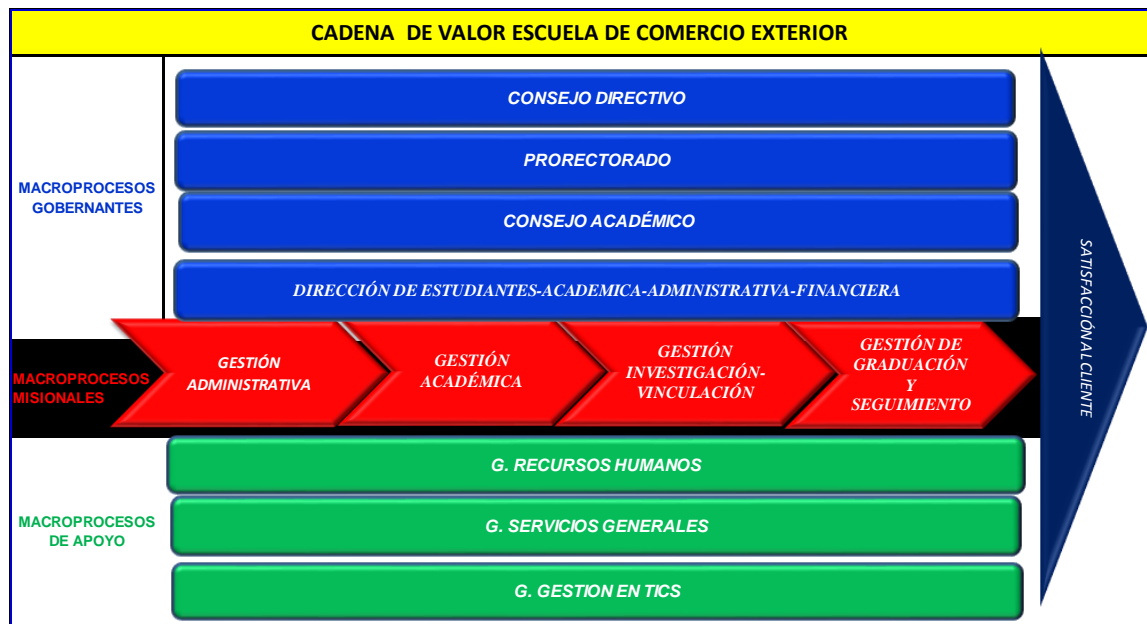 CADENA DE VALOR ESCUELA DE COMERCIO EXTERIOR
MACROPROCESOS
GOBERNANTES
CONSEJO DIRECTIVO
PRORECTORADO
CONSEJO ACADÉMICO
DIRECCIÓN DE ESTUDIANTES-ACADEMICA-ADMINISTRATIVA-FINANCIERA
MACROPROCESOS
MISIONALES
GESTIÓN
ADMINISTRATIVA
GESTIÓN
ACADÉMICA
GESTIÓN
INVESTIGACIÓN-
VINCULACIÓN
GESTIÓN DE
GRADUACIÓN
Y
SEGUIMIENTO
MACROPROCESOS
DE APOYO
G. RECURSOS HUMANOS
G. SERVICIOS GENERALES
G. GESTION EN TICS
SATISFACCIÓN AL CLIENTE